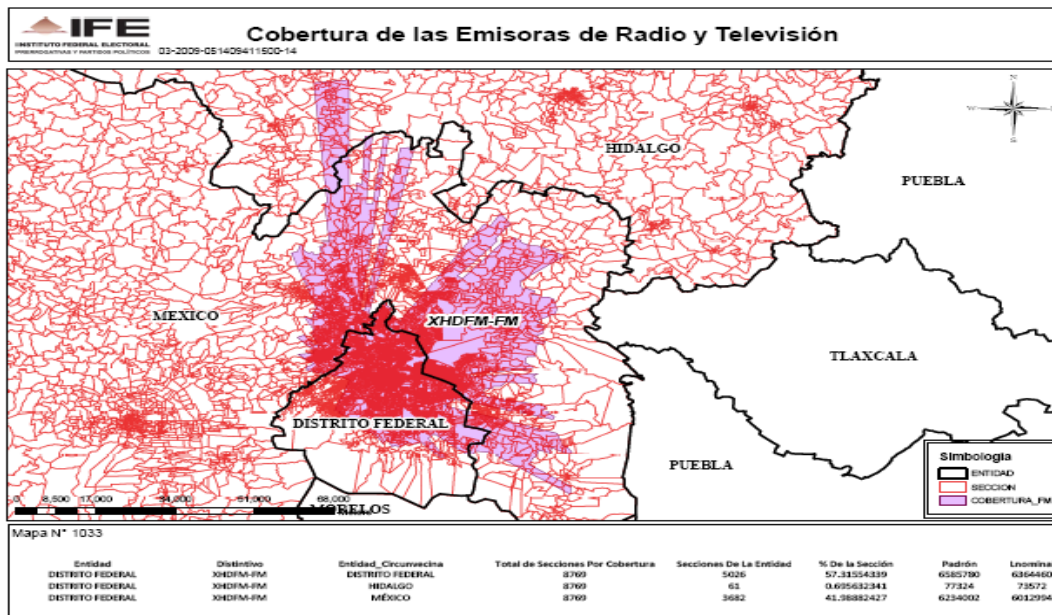 IFE
INSTITUTO FEDERAL ELECTORAL
PRERROGATIVAS Y PARTIDOS POLÍTICOS
03-2009-051409411500-14
Cobertura de las Emisoras de Radio y Televisión
N
W
S
HIDALGO
PUEBLA
MEXICO
XHDFM-FM
TLAXCALA
DISTRITO FEDERAL
PUEBLA
MORELOS
0 8,500 17,000 34,000 51,000 68,000
Simbologia
ENTIDAD
SECCION
COBERTURA_FM
Mapa N° 1033
Entidad Distintivo Entidad_Circunvecina Total de Secciones Por Cobertura Secciones De La Entidad % De la Sección Padrón Lnomina
DISTRITO FEDERAL XHDFM-FM DISTRITO FEDERAL 8769 5026 57.31554339 6585780 6364460
DISTRITO FEDERAL XHDFM-FM HIDALGO 8769 61 0.695632341 77324 73572
DISTRITO FEDERAL XHDFM-FM MÉXICO 8769 3682 41.98882427 6234002 6012994